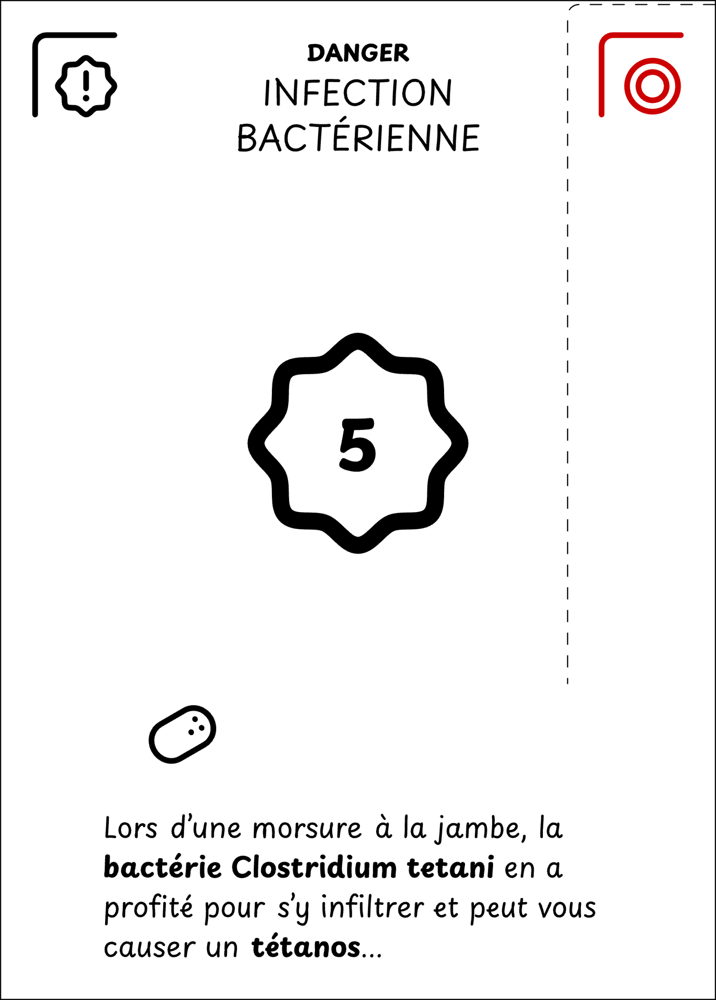 DANGER
INFECTION
BACTÉRIENNE
!
5
Lors d’une morsure à la jambe, la
bactérie Clostridium tetani en a
profité pour s’y infiltrer et peut vous
causer un tétanos...